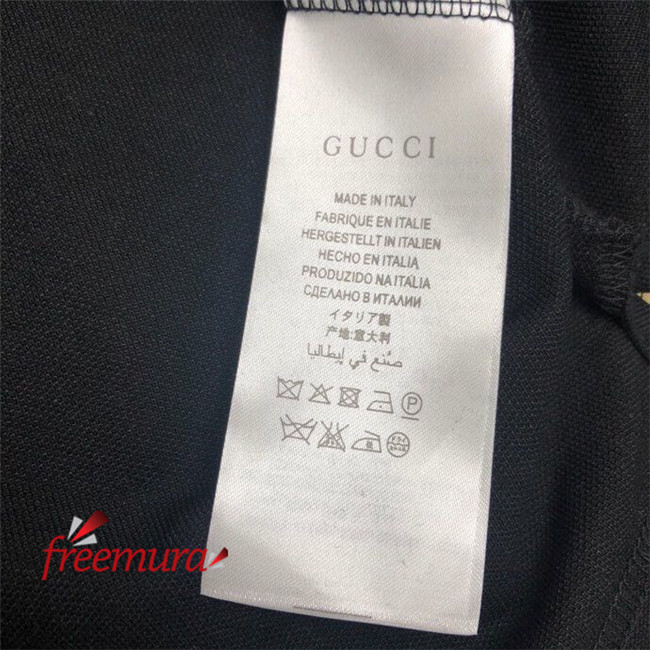 GUCCI
MADE IN ITALY
FABRIQUE EN ITALIE
HERGESTELLT IN ITALIEN
HECHO EN ITALIA
PRODUZIDO NA ITALIA
СДЕЛАНО В ИТАЛИИ
イタリア製
产地:意大利
صُنع في إيطاليا
P
freemura